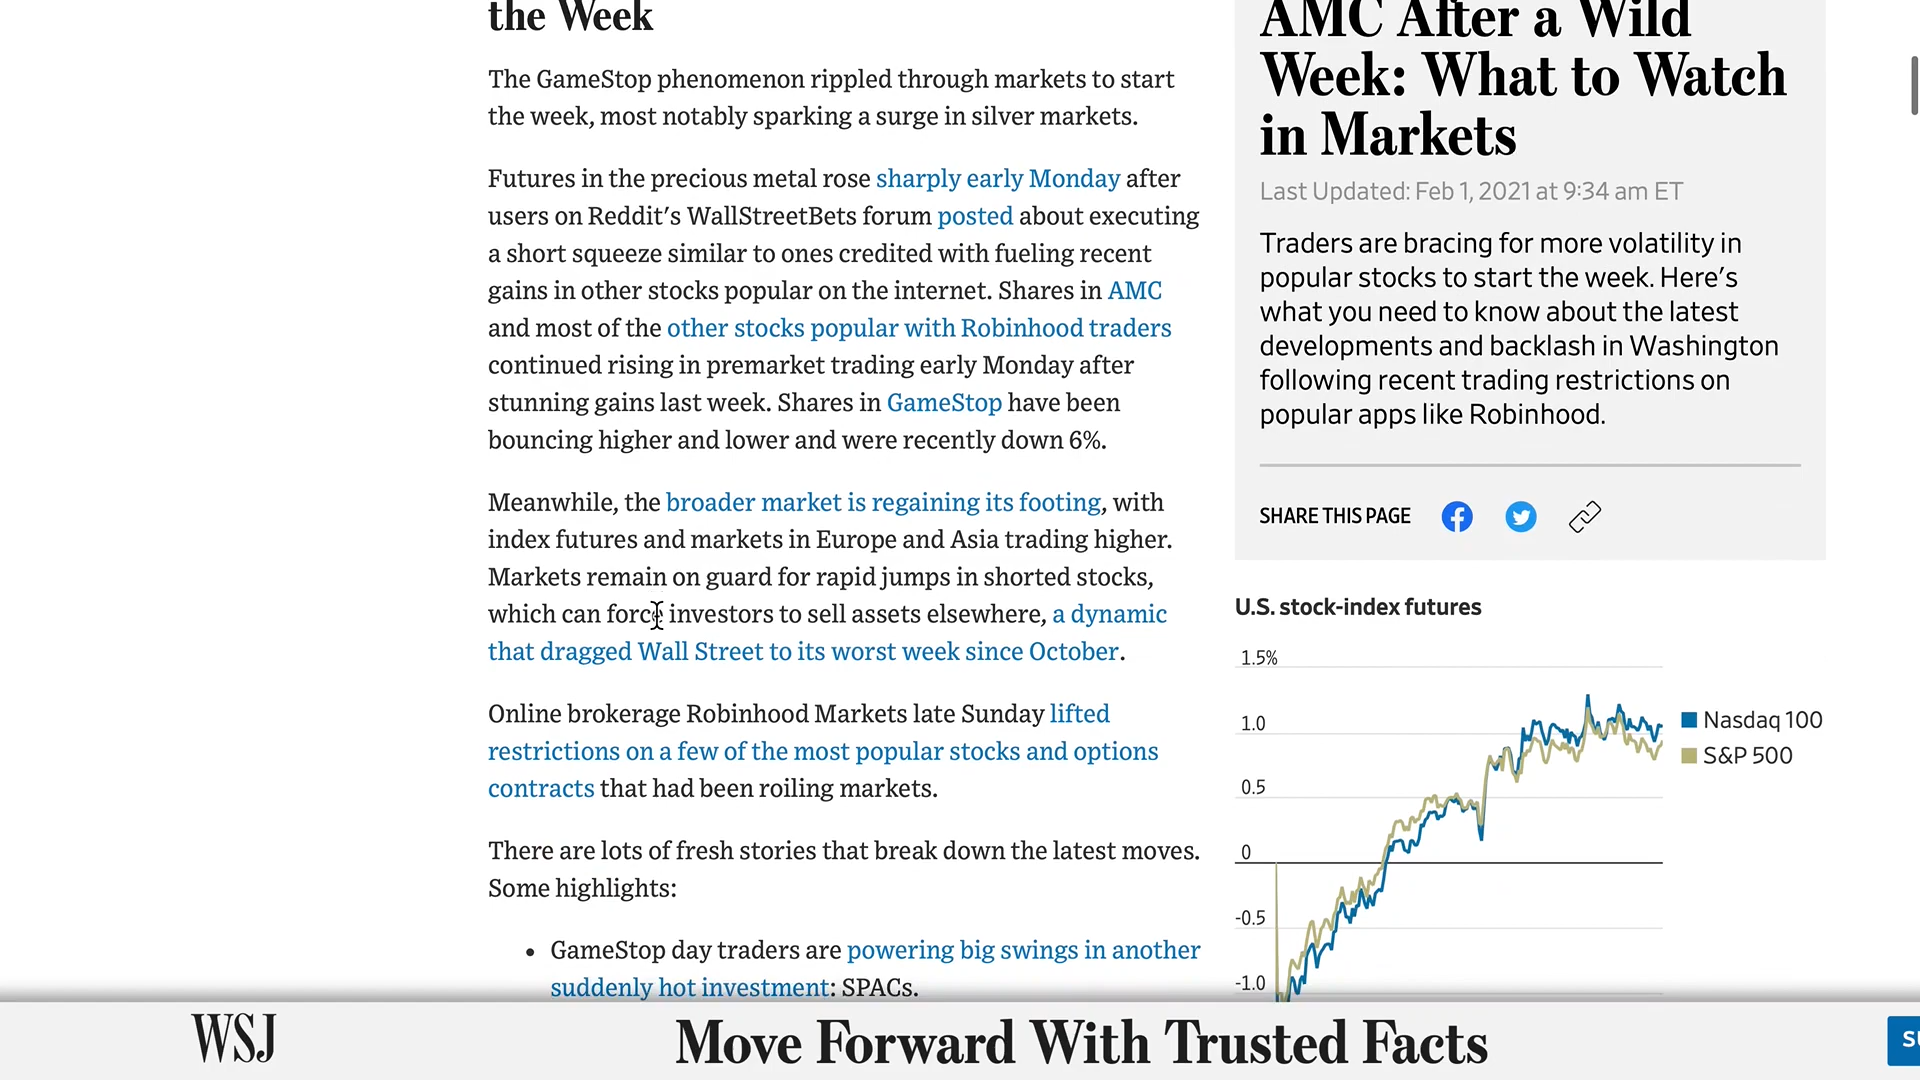 the Week
The GameStop phenomenon rippled through markets to start
the week, most notably sparking a surge in silver markets.
Futures in the precious metal rose sharply early Monday after
users on Reddit's WallStreetBets forum posted about executing
a short squeeze similar to ones credited with fueling recent
gains in other stocks popular on the internet. Shares in AMC
and most of the other stocks popular with Robinhood traders
continued rising in premarket trading early Monday after
stunning gains last week. Shares in GameStop have been
bouncing higher and lower and were recently down 6%.
Meanwhile, the broader market is regaining its footing, with
index futures and markets in Europe and Asia trading higher.
Markets remain on guard for rapid jumps in shorted stocks,
which can force investors to sell assets elsewhere, a dynamic
that dragged Wall Street to its worst week since October.
Online brokerage Robinhood Markets late Sunday lifted
restrictions on a few of the most popular stocks and options
contracts that had been roiling markets.
There are lots of fresh stories that break down the latest moves.
Some highlights:
• GameStop day traders are powering big swings in another
suddenly hot investment: SPACs.
AMC After a Wild
Week: What to Watch
in Markets
Last Updated: Feb 1, 2021 at 9:34 am ET
Traders are bracing for more volatility in
popular stocks to start the week. Here's
what you need to know about the latest
developments and backlash in Washington
following recent trading restrictions on
popular apps like Robinhood.
SHARE THIS PAGE
U.S. stock-index futures
1.5%
1.0
0.5
0
-0.5
-1.0
Nasdaq 100
S&P 500
WSJ
Move Forward With Trusted Facts